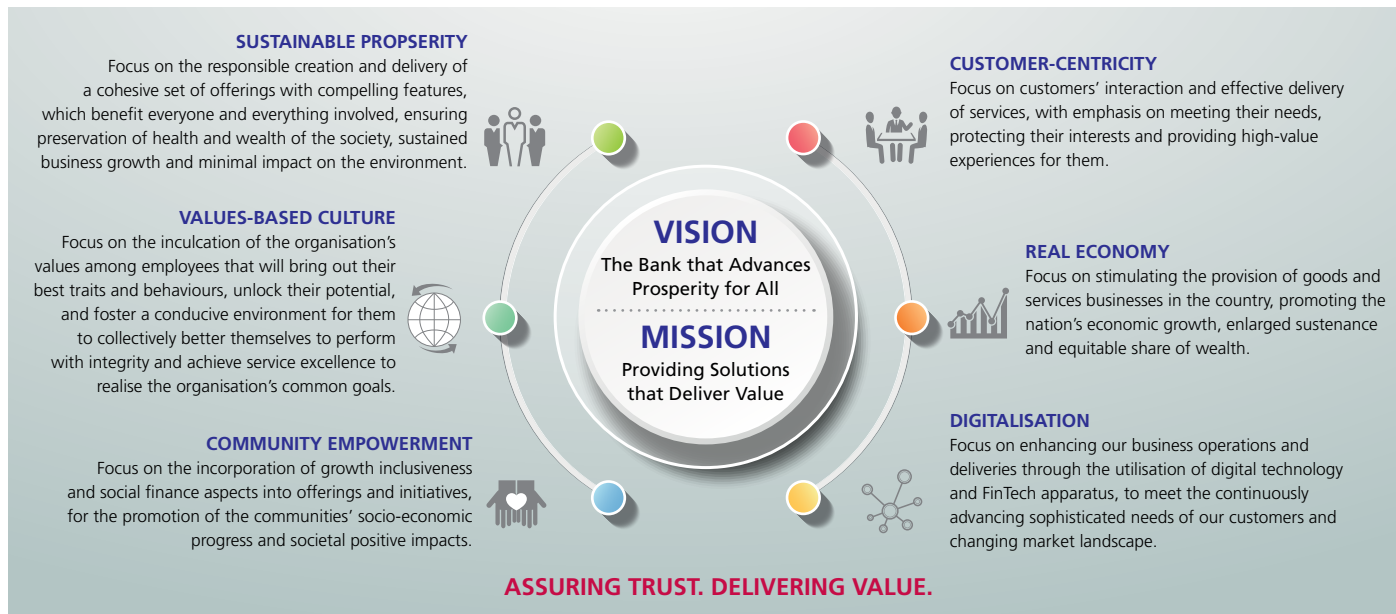 SUSTAINABLE PROPSERITY
Focus on the responsible creation and delivery of
a cohesive set of offerings with compelling features,
which benefit everyone and everything involved, ensuring
preservation of health and wealth of the society, sustained
business growth and minimal impact on the environment.
VALUES-BASED CULTURE
Focus on the inculcation of the organisation's
values among employees that will bring out their
best traits and behaviours, unlock their potential,
and foster a conducive environment for them
to collectively better themselves to perform
with integrity and achieve service excellence to
realise the organisation's common goals.
COMMUNITY EMPOWERMENT
Focus on the incorporation of growth inclusiveness
and social finance aspects into offerings and initiatives,
for the promotion of the communities' socio-economic
progress and societal positive impacts.
VISION
The Bank that Advances
Prosperity for All
MISSION
Providing Solutions
that Deliver Value
CUSTOMER-CENTRICITY
Focus on customers' interaction and effective delivery
of services, with emphasis on meeting their needs,
protecting their interests and providing high-value
experiences for them.
REAL ECONOMY
Focus on stimulating the provision of goods and
services businesses in the country, promoting the
nation's economic growth, enlarged sustenance
and equitable share of wealth.
DIGITALISATION
Focus on enhancing our business operations and
deliveries through the utilisation of digital technology
and FinTech apparatus, to meet the continuously
advancing sophisticated needs of our customers and
changing market landscape.
ASSURING TRUST. DELIVERING VALUE.